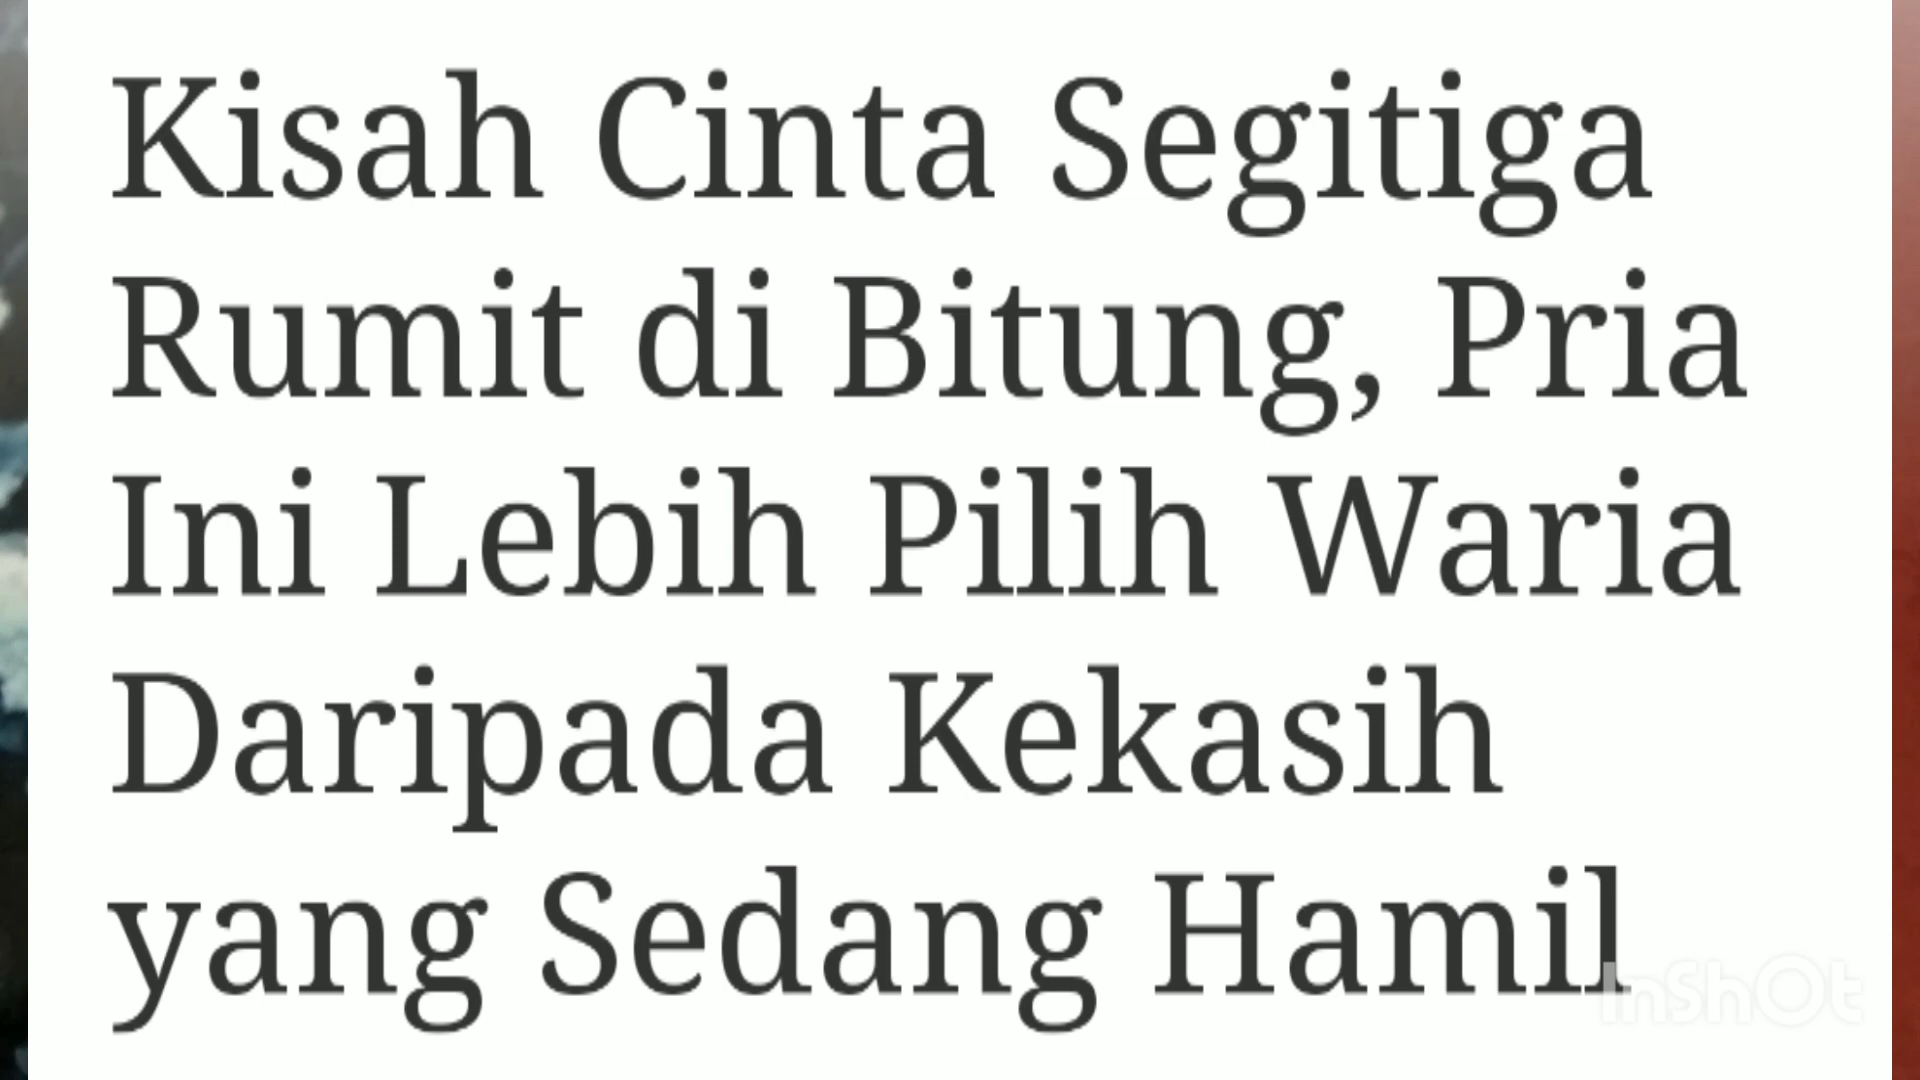 Kisah Cinta Segitiga
Rumit di Bitung, Pria
Ini Lebih Pilih Waria
Daripada Kekasih
yang Sedang Hamil
InShOt